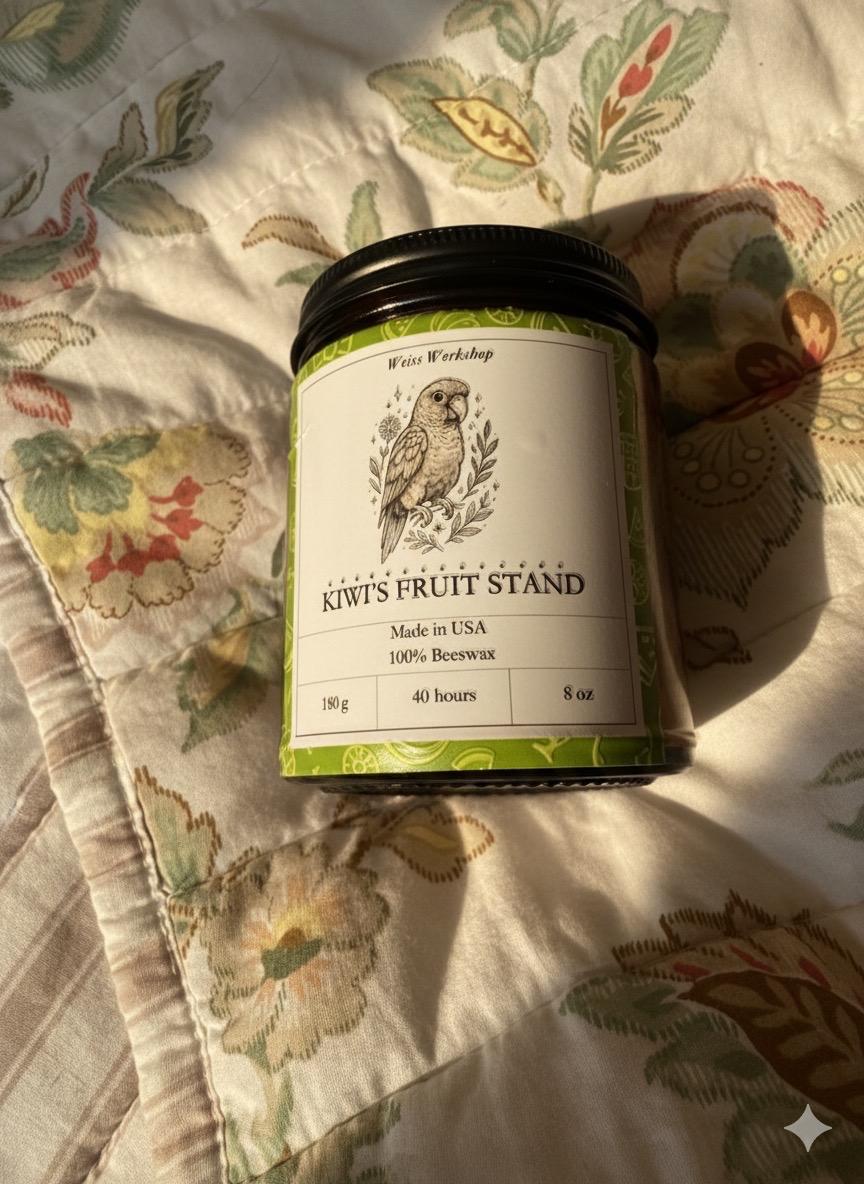 Weiss Workshop
KIWI'S FRUIT STAND
Made in USA
100% Beeswax
180 g
40 hours
8 oz